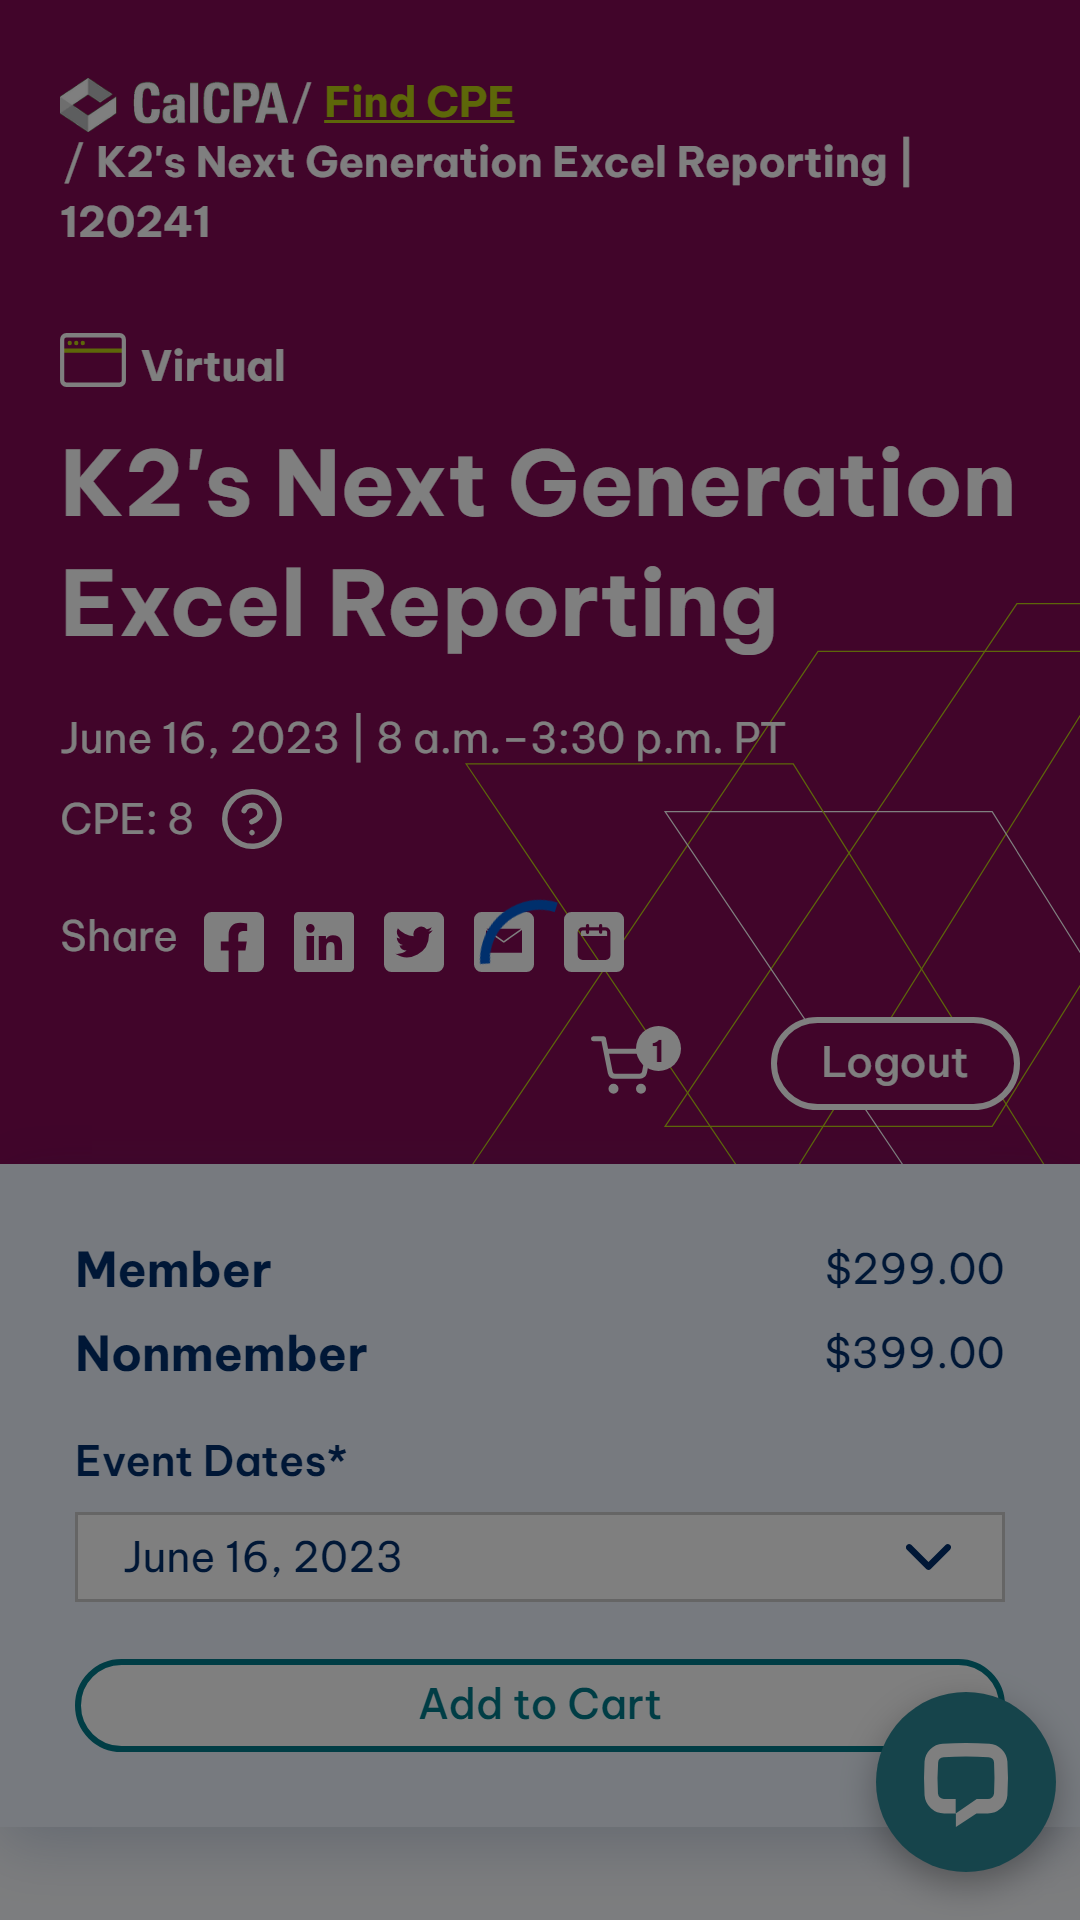 CalCPA / Find CPE
/ K2's Next Generation Excel Reporting |
120241
Virtual
K2's Next Generation
Excel Reporting
June 16, 2023 | 8 a.m.–3:30 p.m. PT
CPE: 8 ?
Share
1
Logout
Member $299.00
Nonmember $399.00
Event Dates*
June 16, 2023
Add to Cart